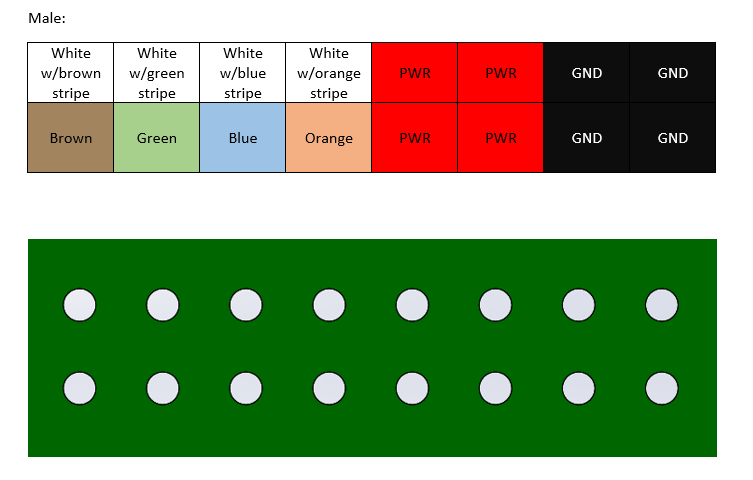 Male:
White w/brown stripe
White w/green stripe
White w/blue stripe
White w/orange stripe
PWR
PWR
GND
GND
Brown
Green
Blue
Orange
PWR
PWR
GND
GND